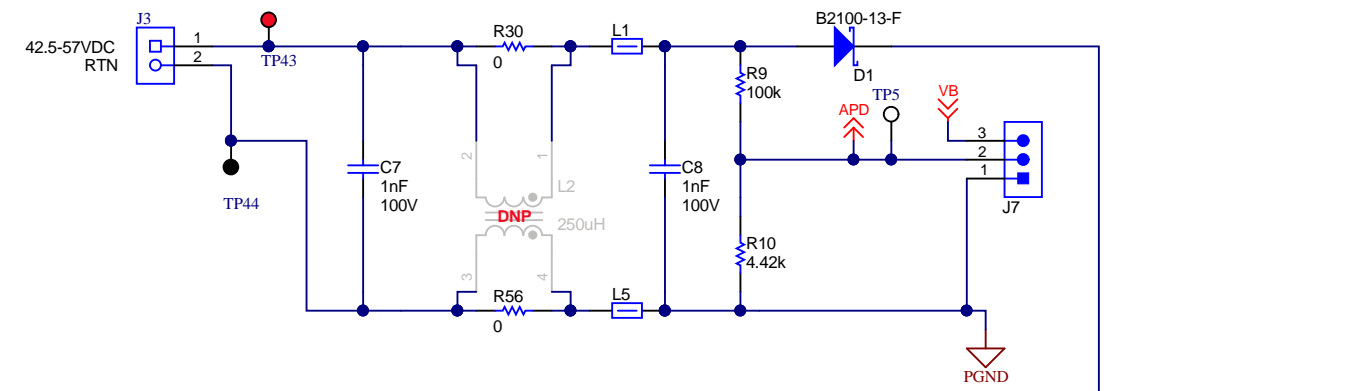 J3
42.5-57VDC
RTN
1
2
TP43
TP44
C7
1nF
100V
R30
0
2
1
L2
DNP
250uH
3
4
R56
0
L1
L5
C8
1nF
100V
R9
100k
R10
4.42k
B2100-13-F
D1
APD
TP5
VB
3
2
1
J7
PGND